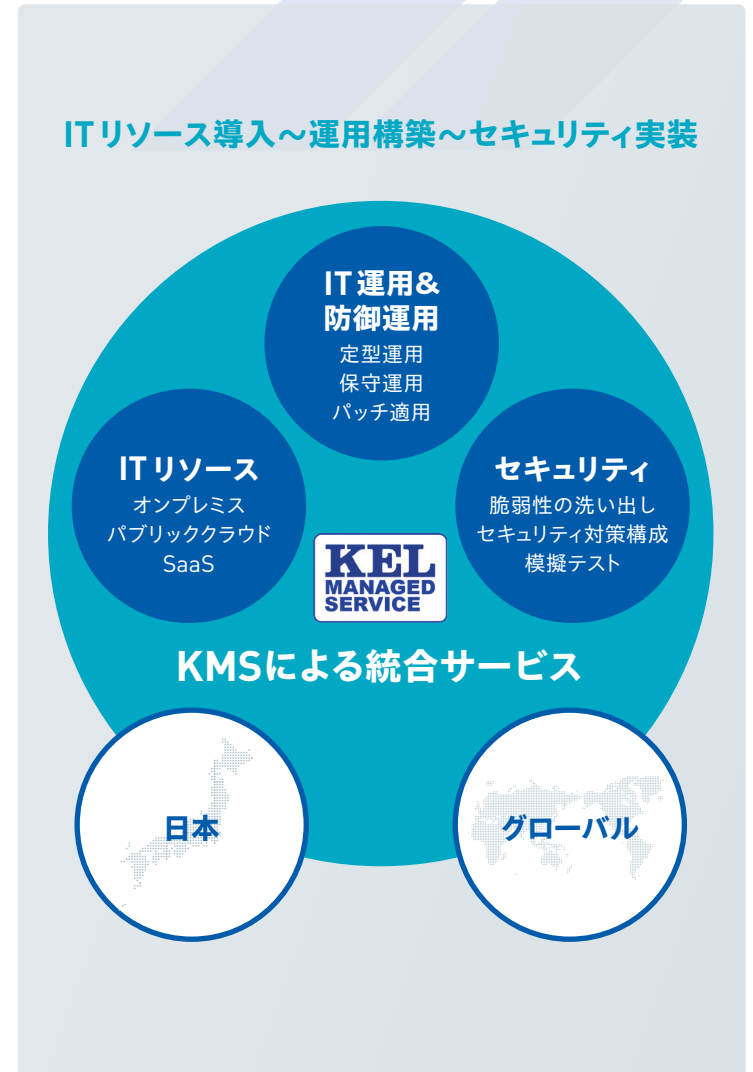 ITリソース導入～運用構築～セキュリティ実装
IT運用&
防御運用
定型運用
保守運用
パッチ適用
ITリソース
オンプレミス
パブリッククラウド
SaaS
セキュリティ
脆弱性の洗い出し
セキュリティ対策構成
模擬テスト
KEL
MANAGED
SERVICE
KMSによる統合サービス
日本
グローバル